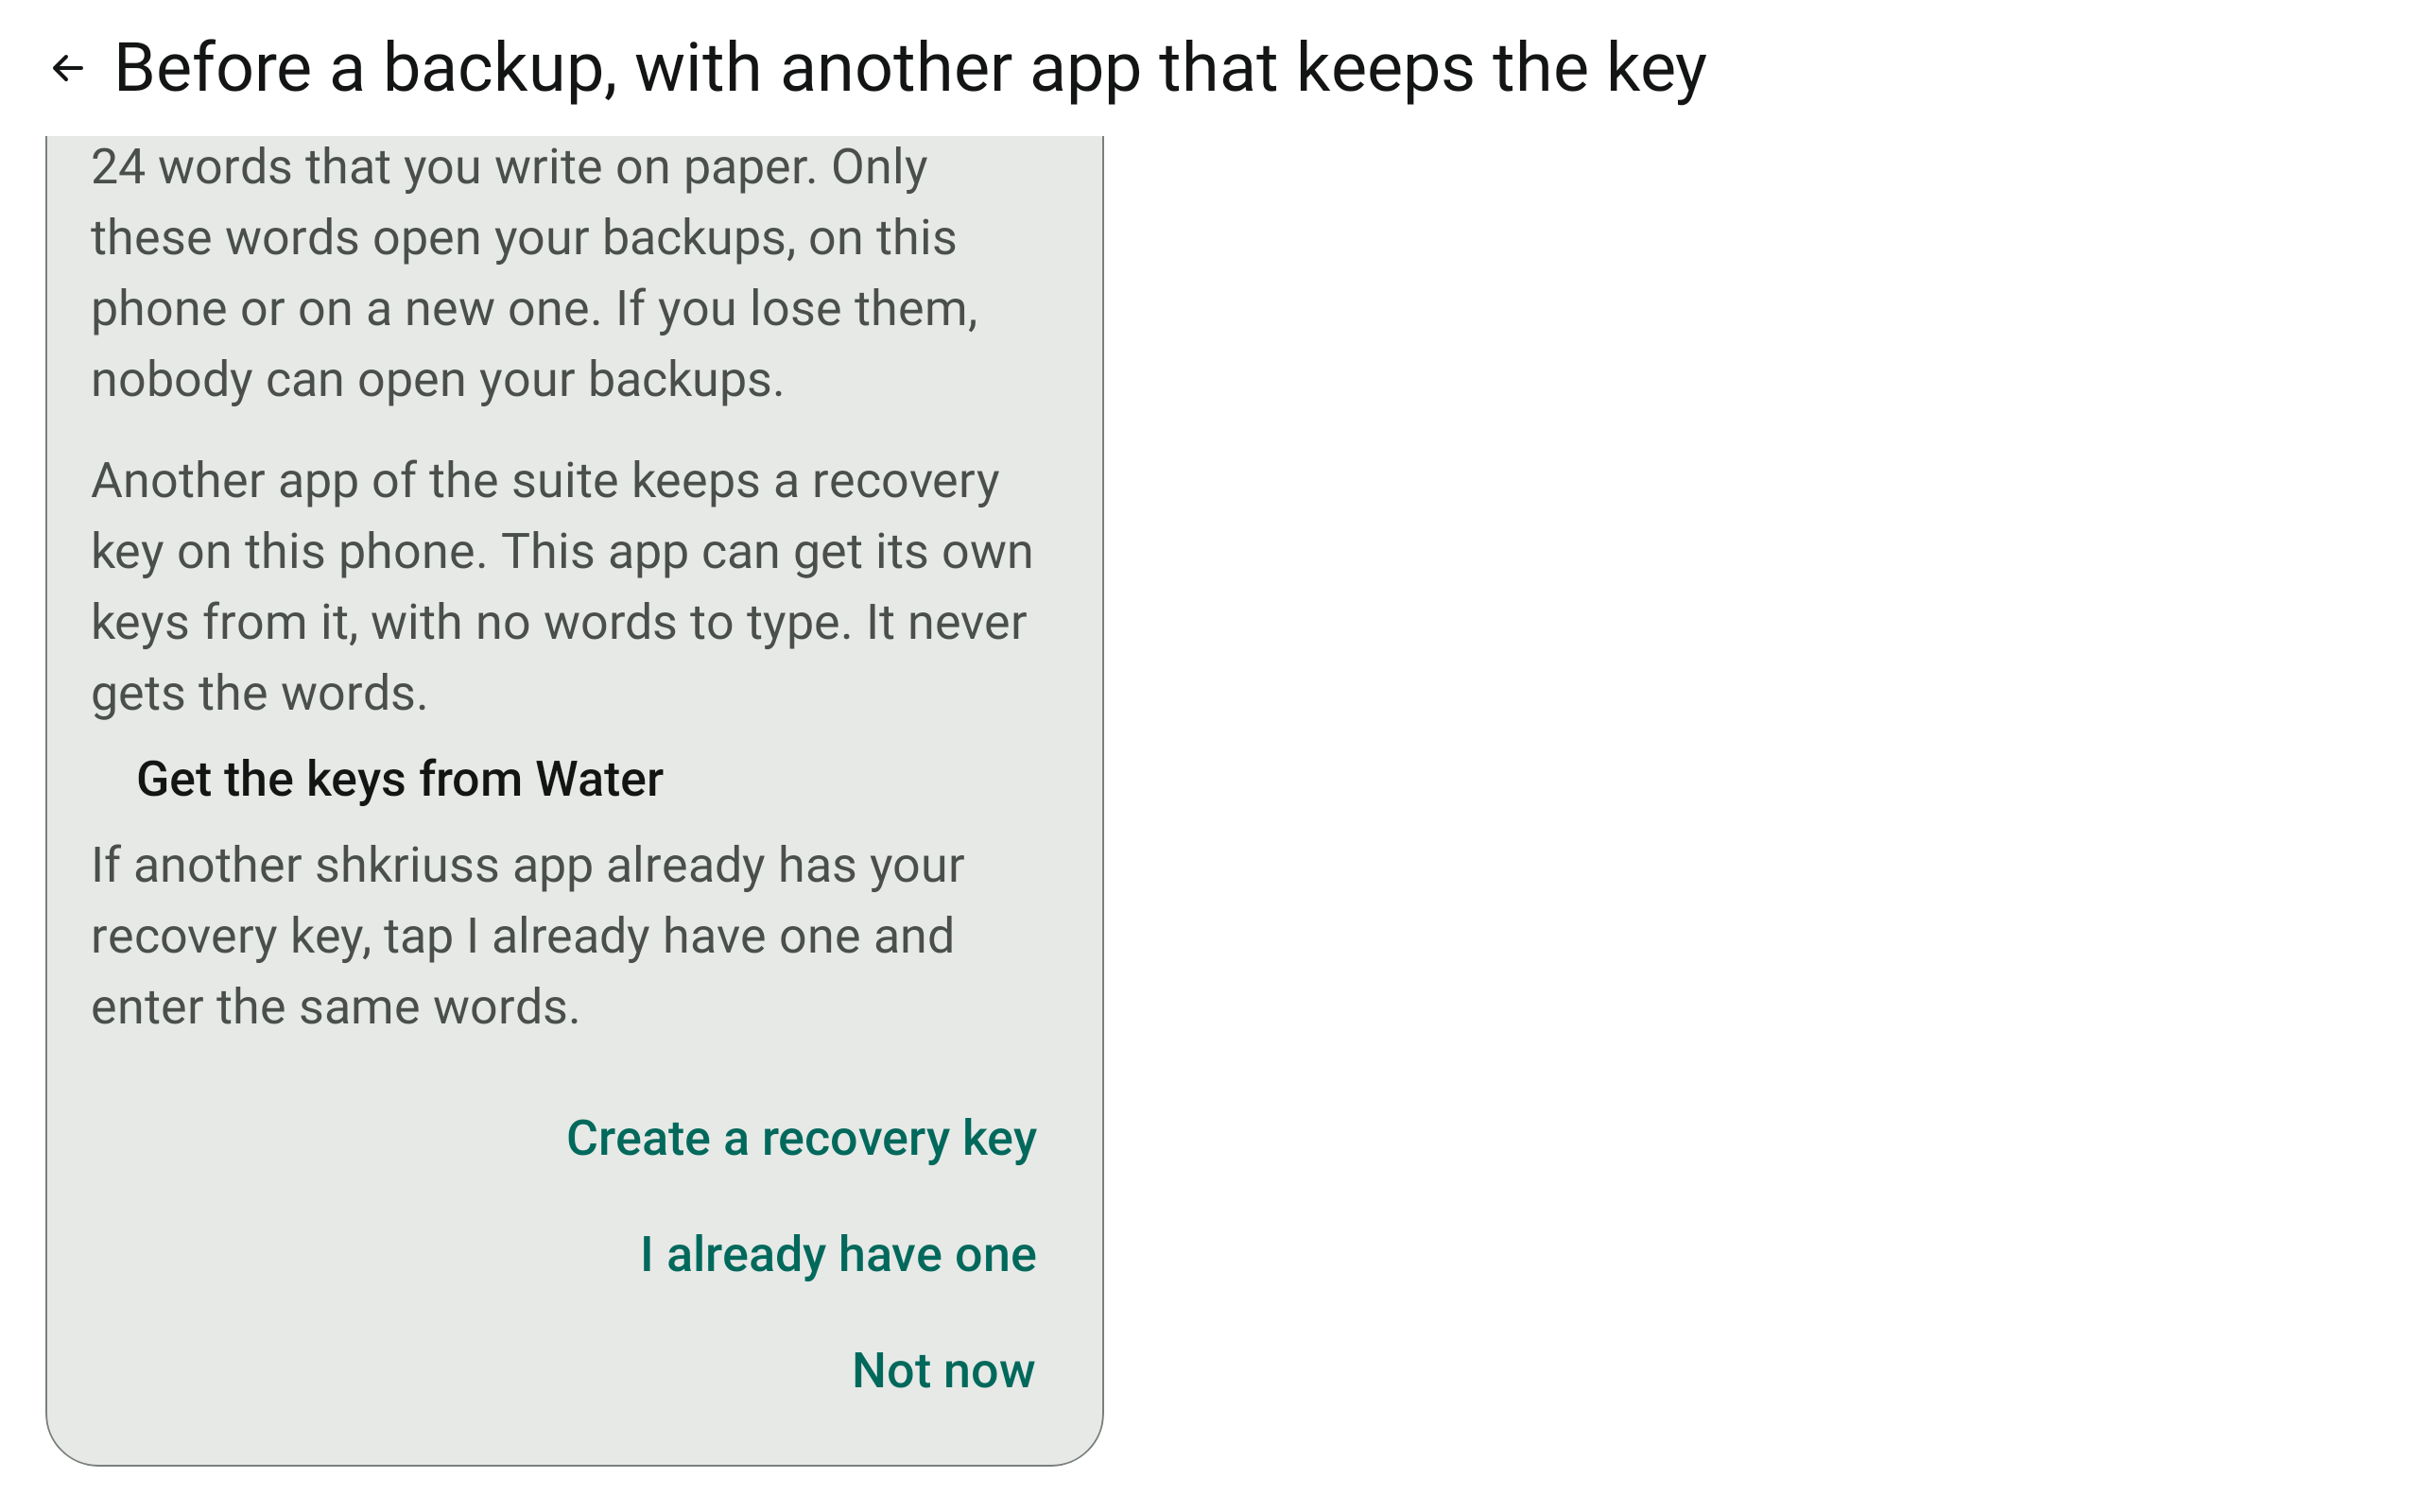 Before a backup, with another app that keeps the key
24 words that you write on paper. Only
these words open your backups, on this
phone or on a new one. If you lose them,
nobody can open your backups.
Another app of the suite keeps a recovery
key on this phone. This app can get its own
keys from it, with no words to type. It never
gets the words.
Get the keys from Water
If another shkriuss app already has your
recovery key, tap I already have one and
enter the same words.
Create a recovery key
I already have one
Not now